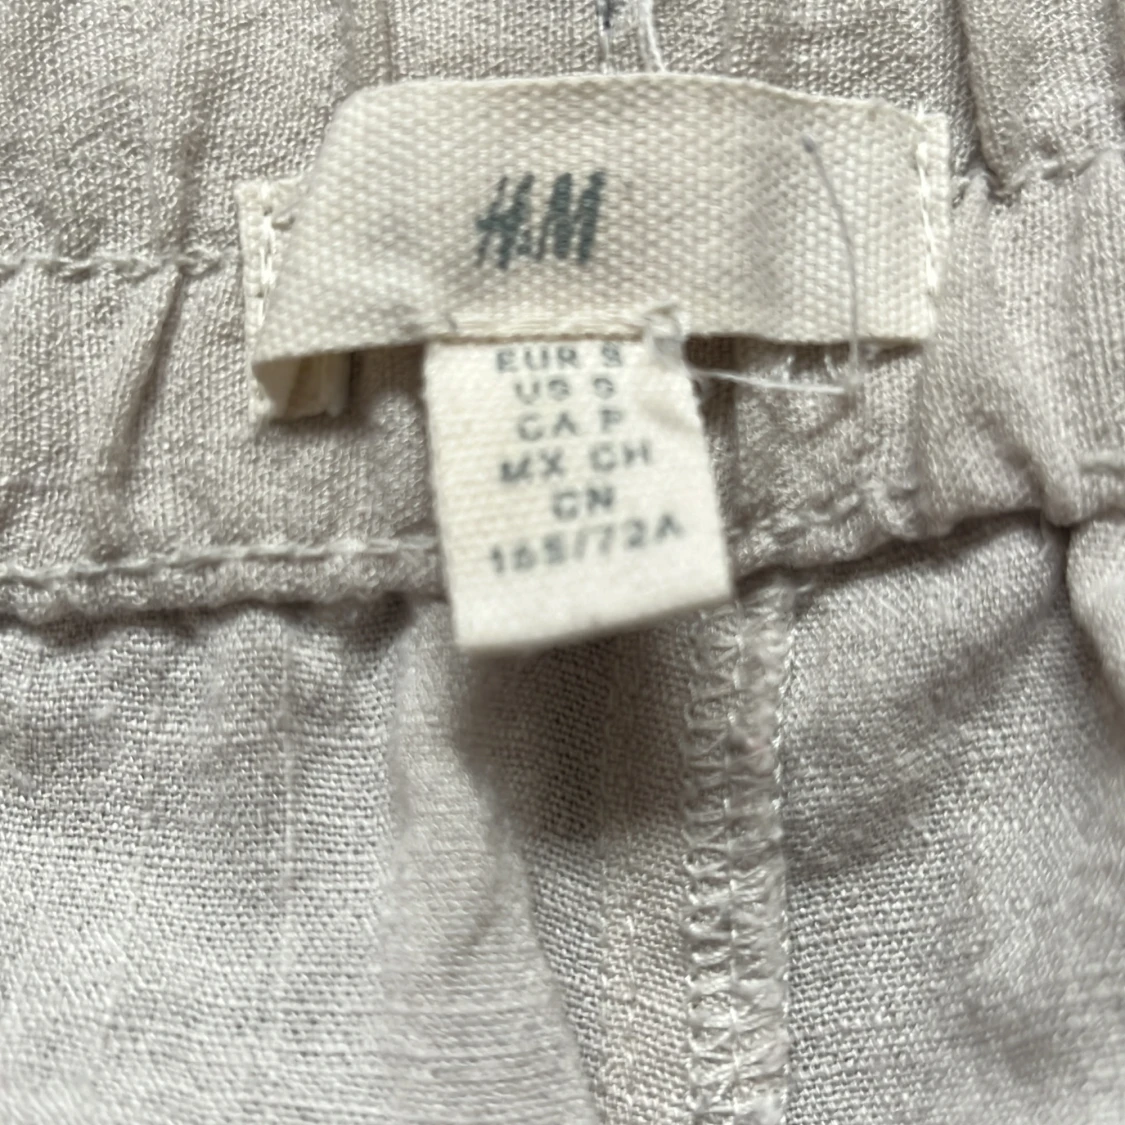 H&M
EUR S
US S
CA P
MX CH
CN
165/72A